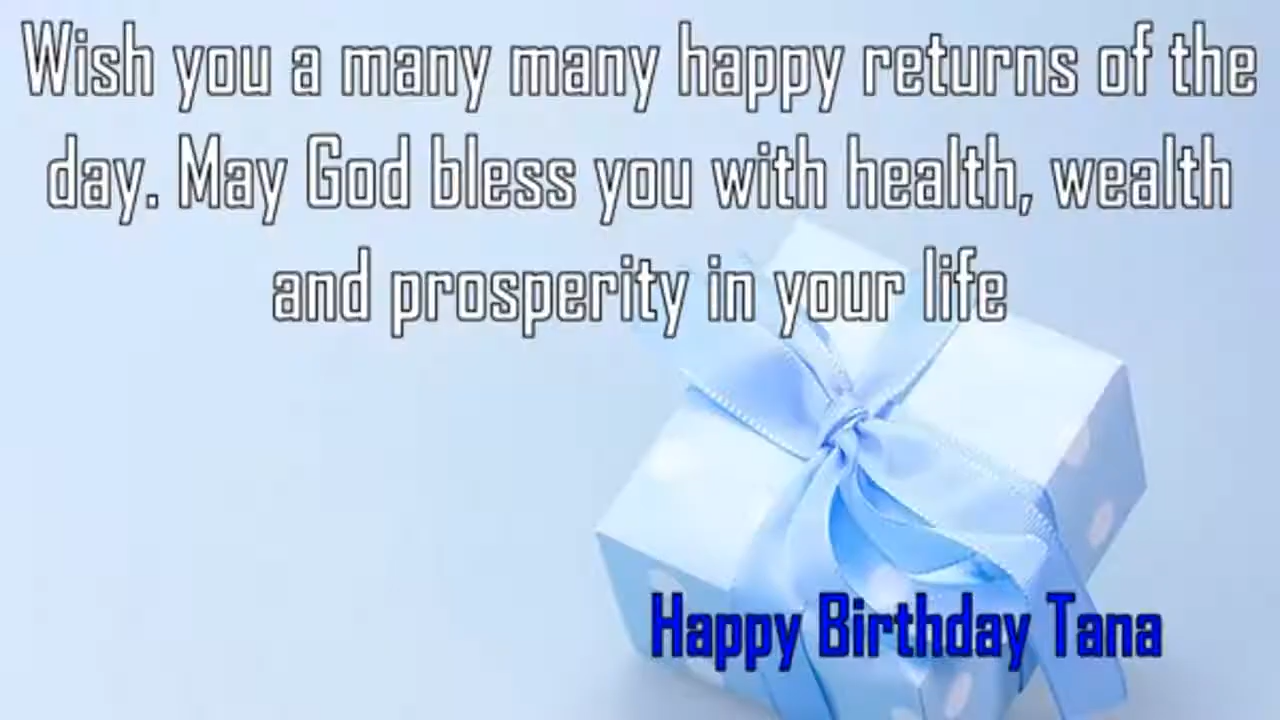 Wish you a many many happy returns of the
day. May God bless you with health, wealth
and prosperity in your life
Happy Birthday Tana